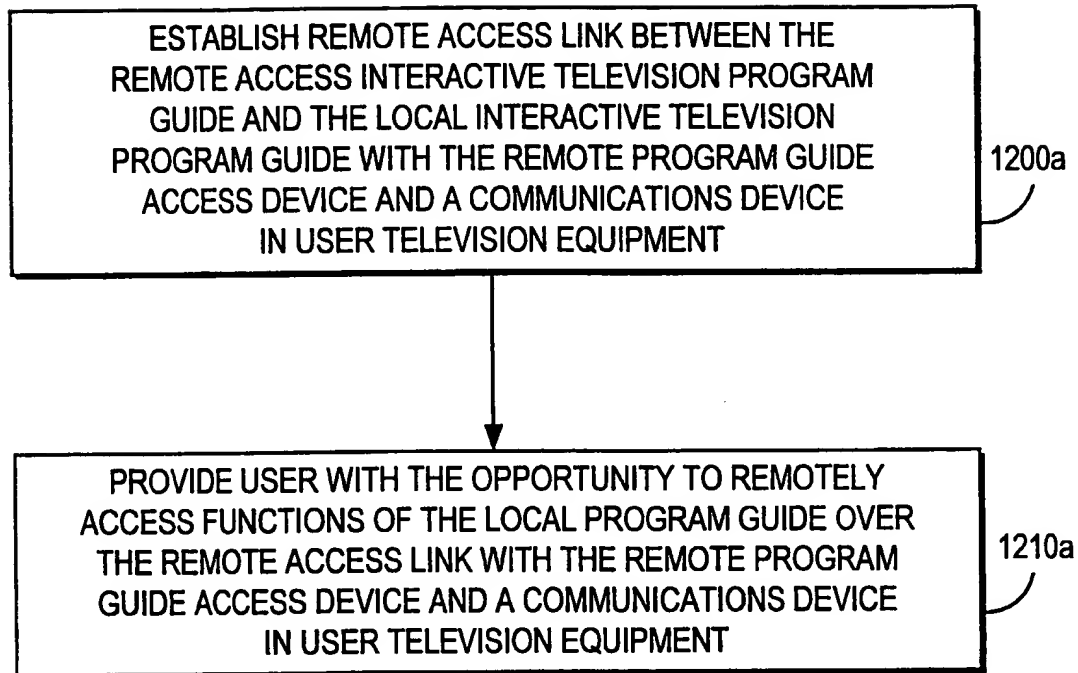 ESTABLISH REMOTE ACCESS LINK BETWEEN THE
REMOTE ACCESS INTERACTIVE TELEVISION PROGRAM
GUIDE AND THE LOCAL INTERACTIVE TELEVISION
PROGRAM GUIDE WITH THE REMOTE PROGRAM GUIDE
ACCESS DEVICE AND A COMMUNICATIONS DEVICE
IN USER TELEVISION EQUIPMENT
1200a
PROVIDE USER WITH THE OPPORTUNITY TO REMOTELY
ACCESS FUNCTIONS OF THE LOCAL PROGRAM GUIDE OVER
THE REMOTE ACCESS LINK WITH THE REMOTE PROGRAM
GUIDE ACCESS DEVICE AND A COMMUNICATIONS DEVICE
IN USER TELEVISION EQUIPMENT
1210a